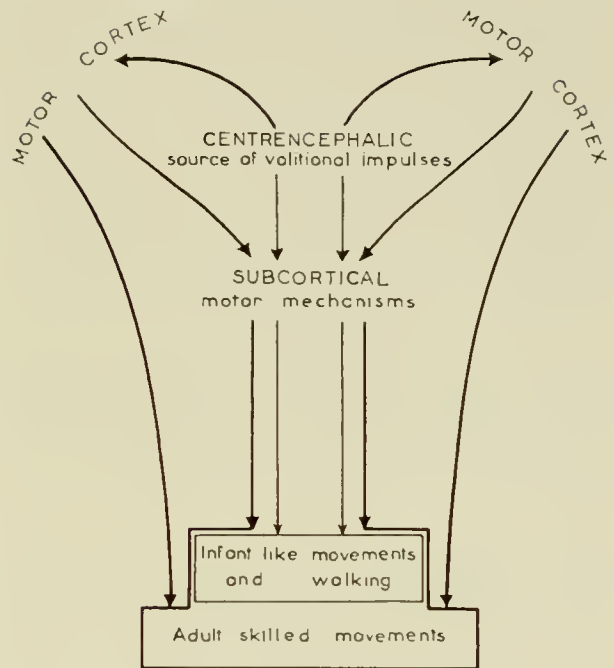 MOTOR CORTEX
MOTOR CORTEX
CENTRENCEPHALIC
source of volitional impulses
SUBCORTICAL
motor mechanisms
Infant like movements
and walking
Adult skilled movements